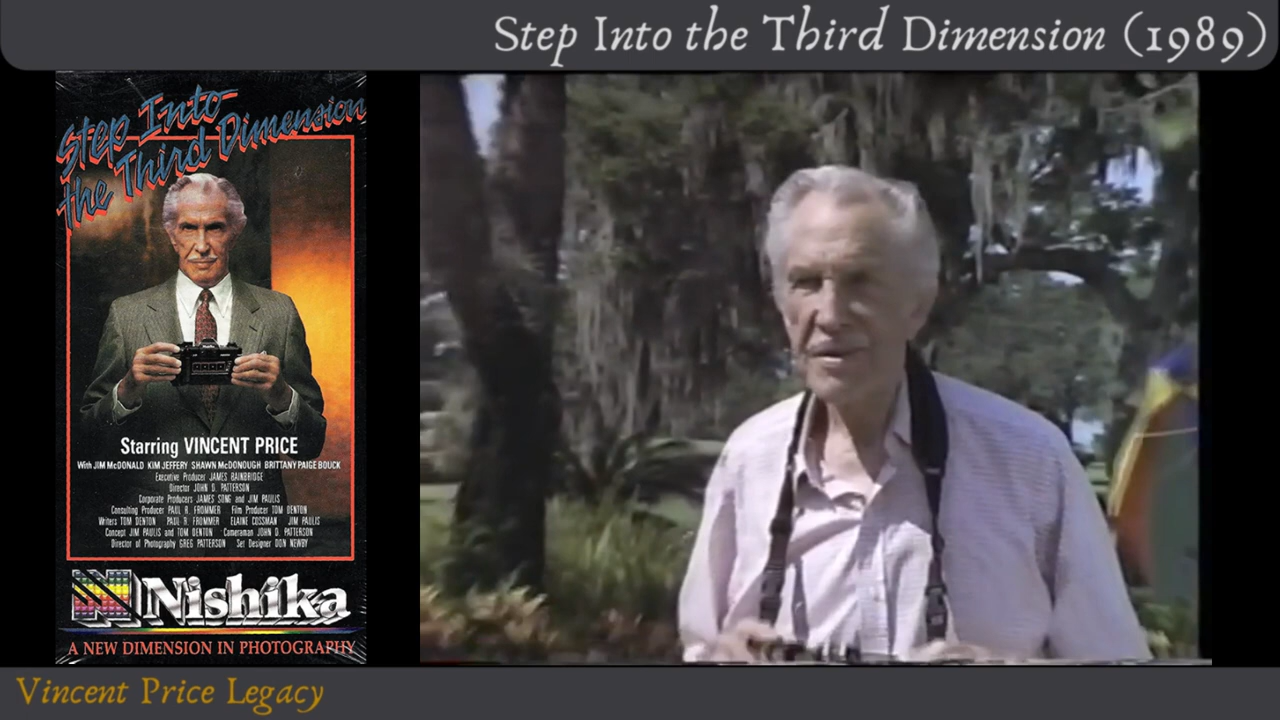 Step Into the Third Dimension (1989)
Step Into
the Third Dimension
Starring VINCENT PRICE
With JIM McDONALD KIM JEFFERY SHAWN McDONOUGH BRITTANY PAIGE BOUCK
Executive Producer JAMES BAINBRIDGE
Director JOHN D. PATTERSON
Corporate Producers JAMES SONG and JIM PAULIS
Consulting Producer PAUL R. FROMMER Film Producer TOM DENTON
Writers TOM DENTON PAUL R. FROMMER ELAINE COSSMAN JIM PAULIS
Concept JIM PAULIS and TOM DENTON Cameraman JOHN D. PATTERSON
Director of Photography GREG PATTERSON Set Designer DON NEWBY
Nishika
A NEW DIMENSION IN PHOTOGRAPHY
Vincent Price Legacy